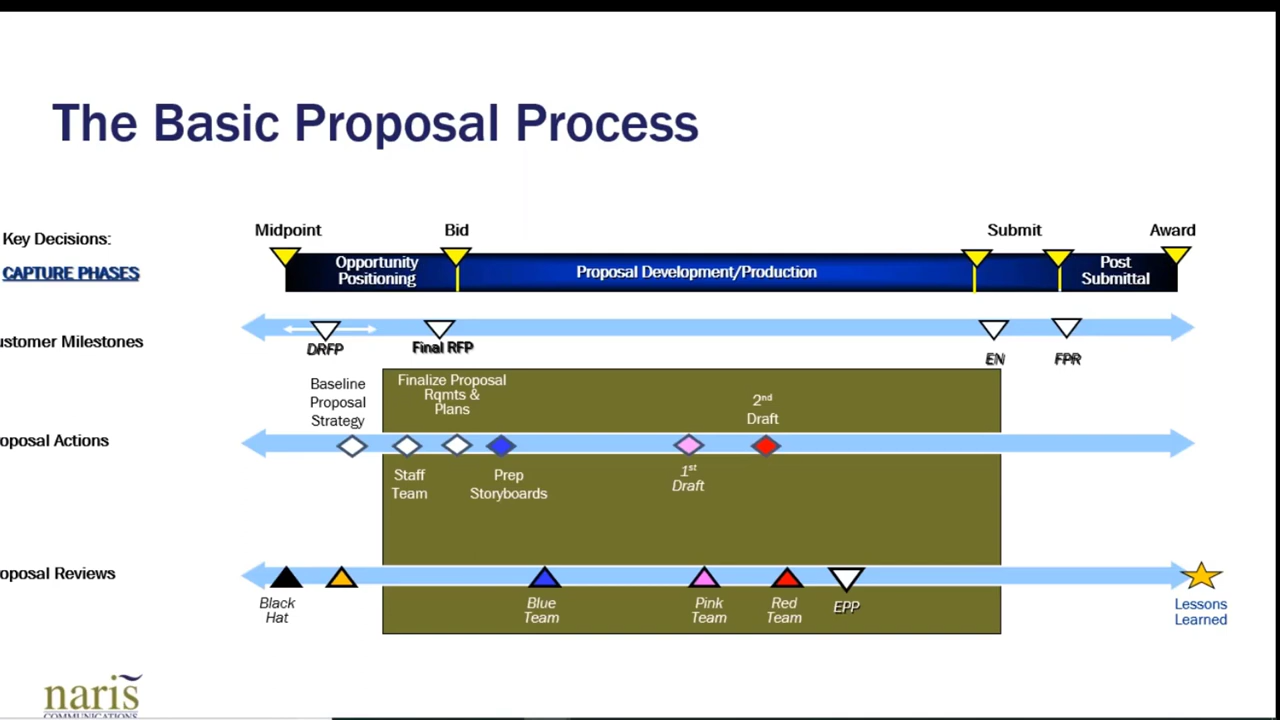 The Basic Proposal Process
Midpoint
Bid
Submit
Award
Key Decisions:
CAPTURE PHASES
Opportunity
Positioning
Proposal Development/Production
Post
Submittal
ustomer Milestones
DRFP
Final RFP
EN
FPR
Baseline
Proposal
Strategy
Finalize Proposal
Rqmts &
Plans
2nd
Draft
oposal Actions
Staff
Team
Prep
Storyboards
1st
Draft
oposal Reviews
Black
Hat
Blue
Team
Pink
Team
Red
Team
EPP
Lessons
Learned
naris
COMMUNICATIONS